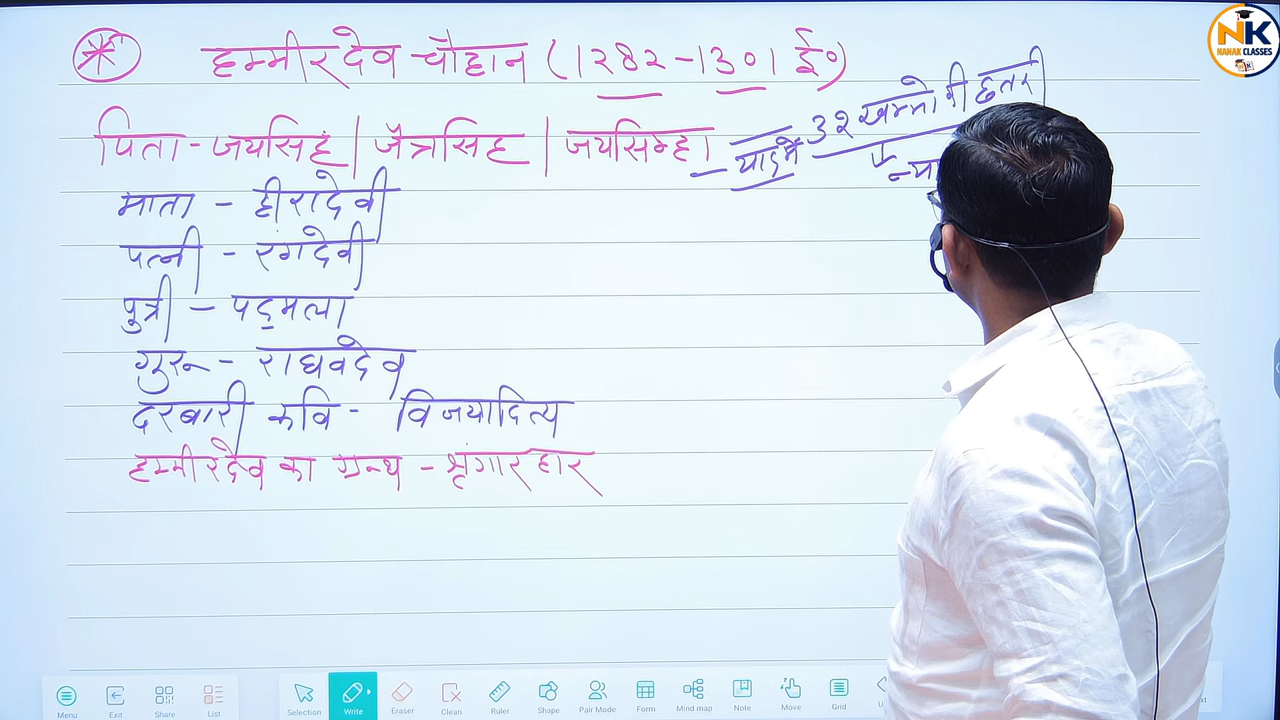 NK
NANAK CLASSES
हम्मीरदेव चौहान (1282-1301 ई०)
पिता - जयसिंह | जैत्रसिंह | जयसिम्हा - याद मे 32 खम्भो की छतरी
माता - हीरादेवी
पत्नी - रंगदेवी
पुत्री - पद्मत्या
गुरू - राघवदेव
दरबारी कवि - विजयादित्य
हम्मीरदेव का ग्रन्थ - श्रृंगार हार
Menu Exit Share List Selection Write Eraser Clean Ruler Shape Pair Mode Form Mind map Note Move Grid